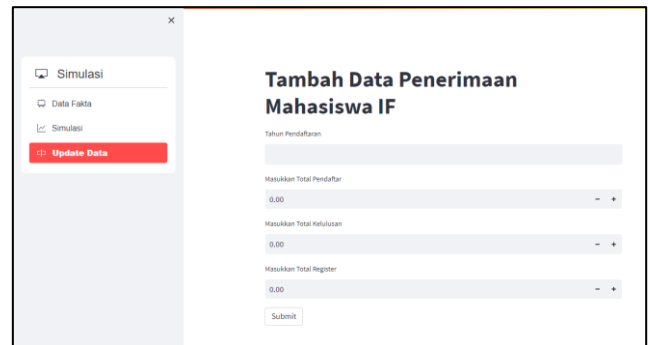 ×
Simulasi
Data Fakta
Simulasi
Update Data
Tambah Data Penerimaan
Mahasiswa IF
Tahun Pendaftaran
Masukkan Total Pendaftar
0.00 - +
Masukkan Total Kelulusan
0.00 - +
Masukkan Total Register
0.00 - +
Submit